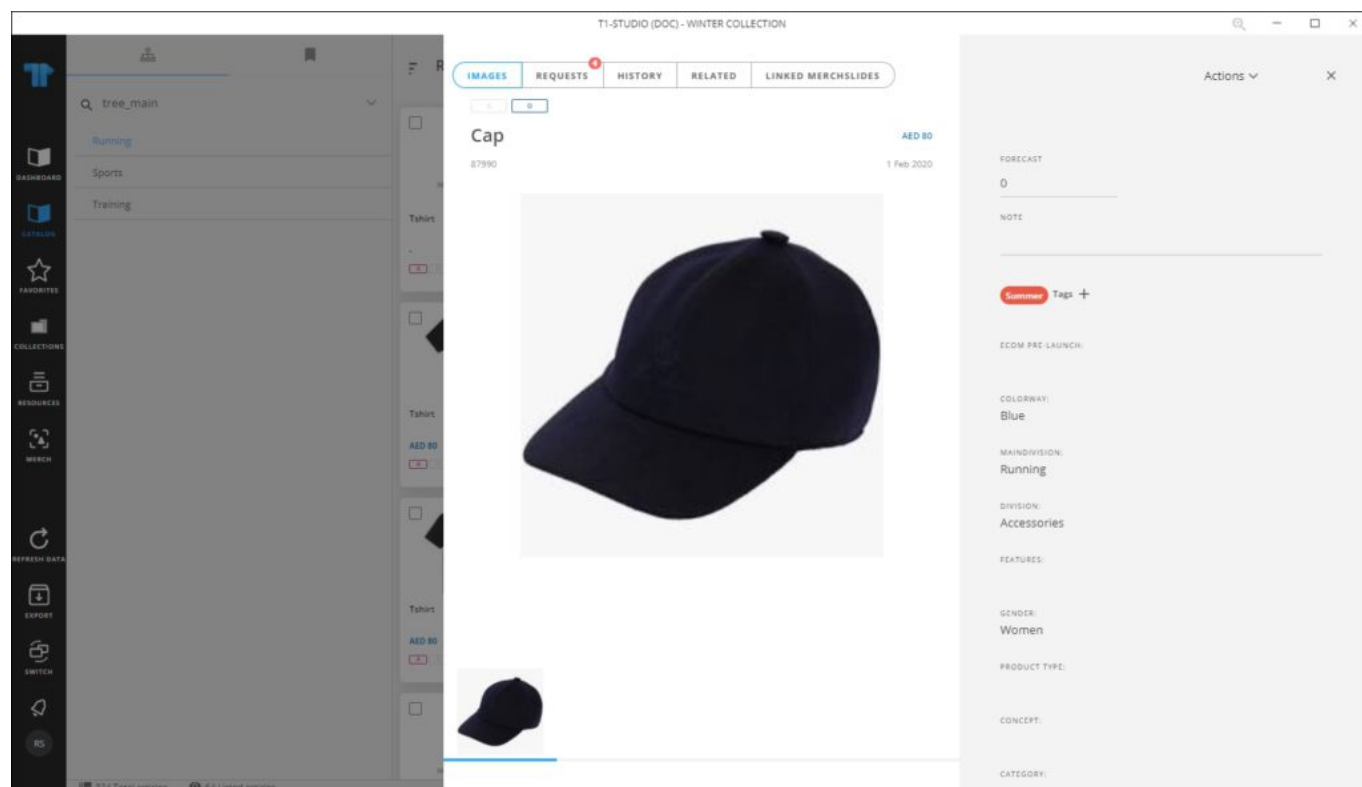 T1-STUDIO (DOC) - WINTER COLLECTION
IMAGES REQUESTS 4 HISTORY RELATED LINKED MERCHSLIDES
Actions
tree_main
Running
Sports
Training
DASHBOARD
CATALOG
FAVORITES
COLLECTIONS
RESOURCES
MERCH
REFRESH DATA
EXPORT
SWITCH
RS
R
Tshirt
-
Tshirt
AED 80
Tshirt
AED 80
Cap
AED 80
87990
1 Feb 2020
FORECAST
0
NOTE
Summer Tags +
ECOM PRE-LAUNCH:
COLORWAY:
Blue
MAINDIVISION:
Running
DIVISION:
Accessories
FEATURES:
GENDER:
Women
PRODUCT TYPE:
CONCEPT:
CATEGORY: